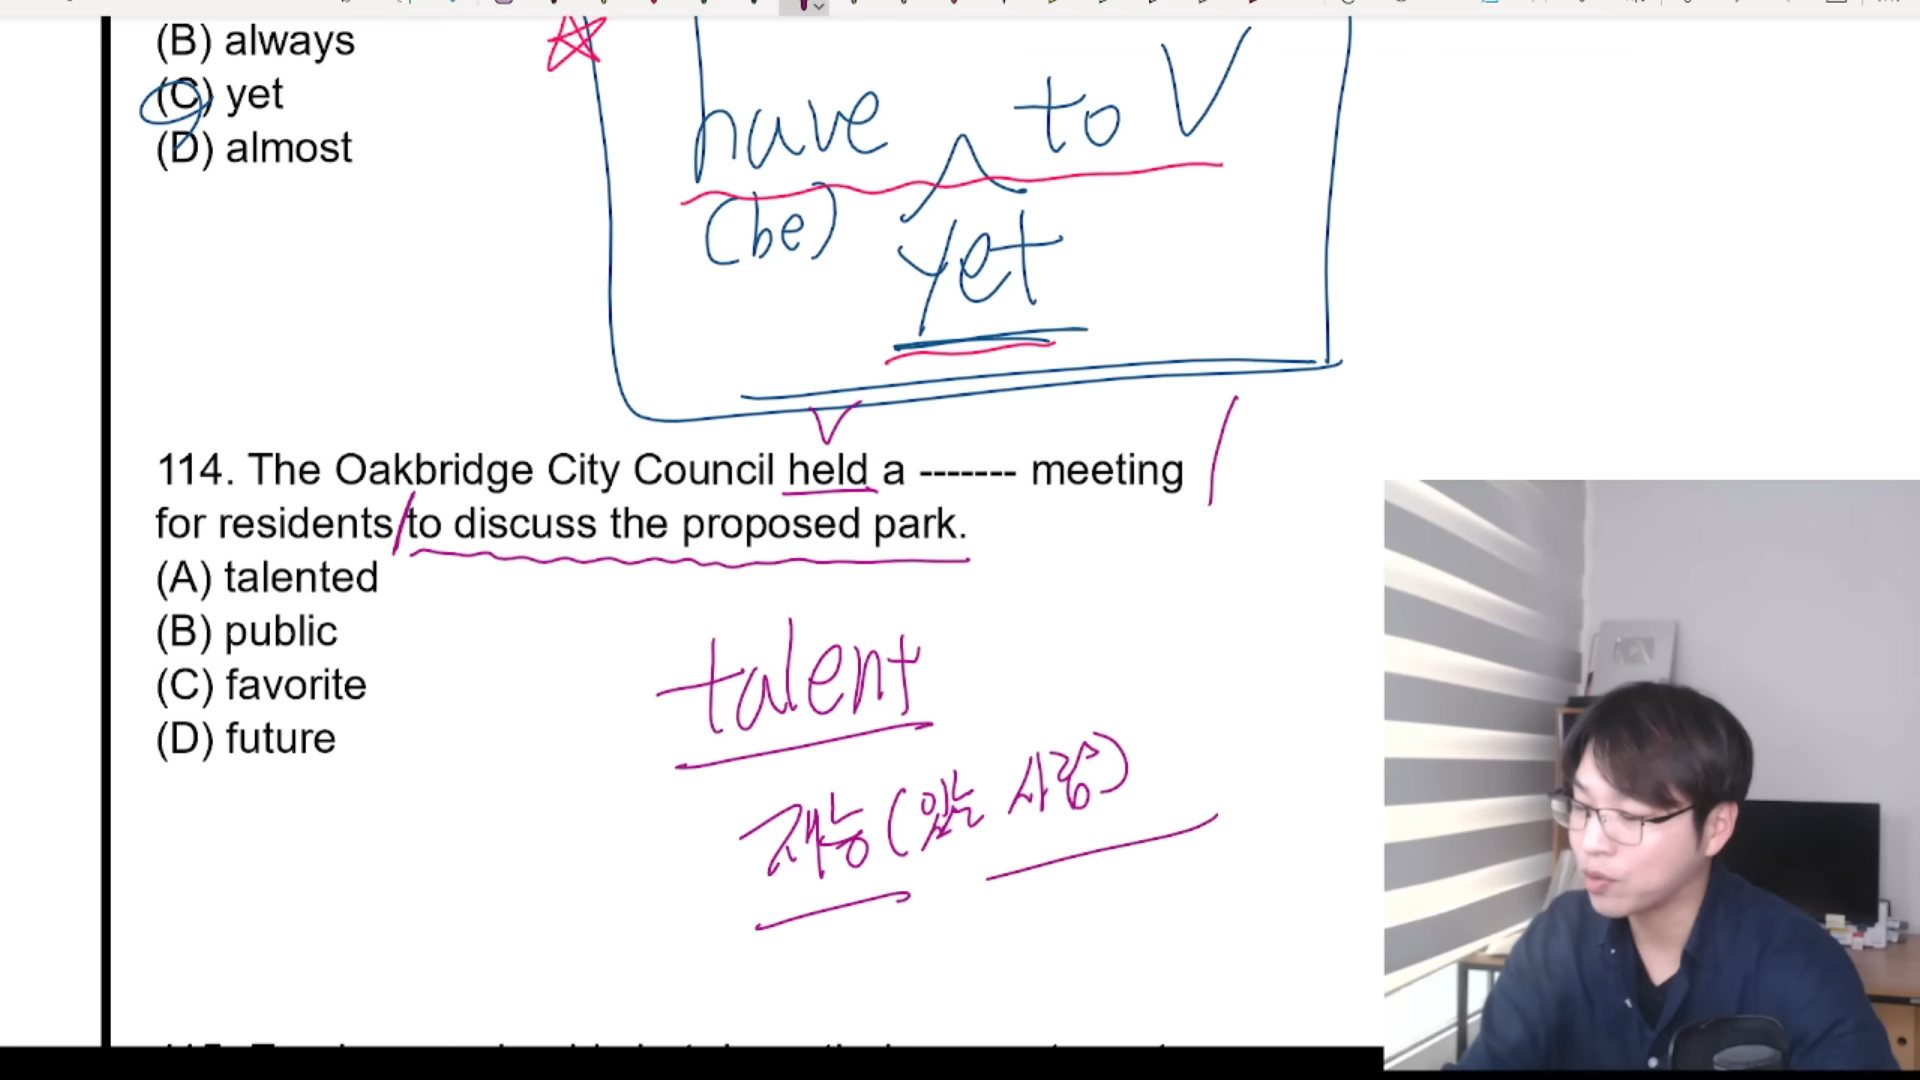 (B) always
(C) yet
(D) almost
have to V
(be)
yet
V
114. The Oakbridge City Council held a ------- meeting
for residents to discuss the proposed park.
(A) talented
(B) public
(C) favorite
(D) future
talent
재능(있는 사람)